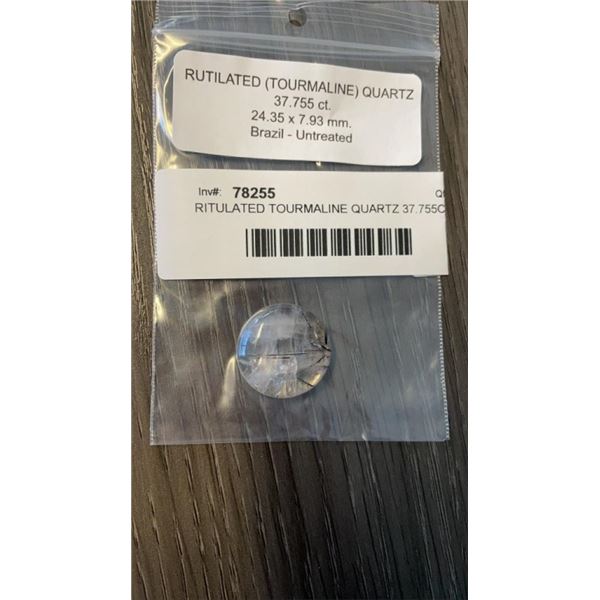 RUTILATED (TOURMALINE) QUARTZ
37.755 ct.
24.35 x 7.93 mm.
Brazil - Untreated
Inv#: 78255
RITULATED TOURMALINE QUARTZ 37.755C